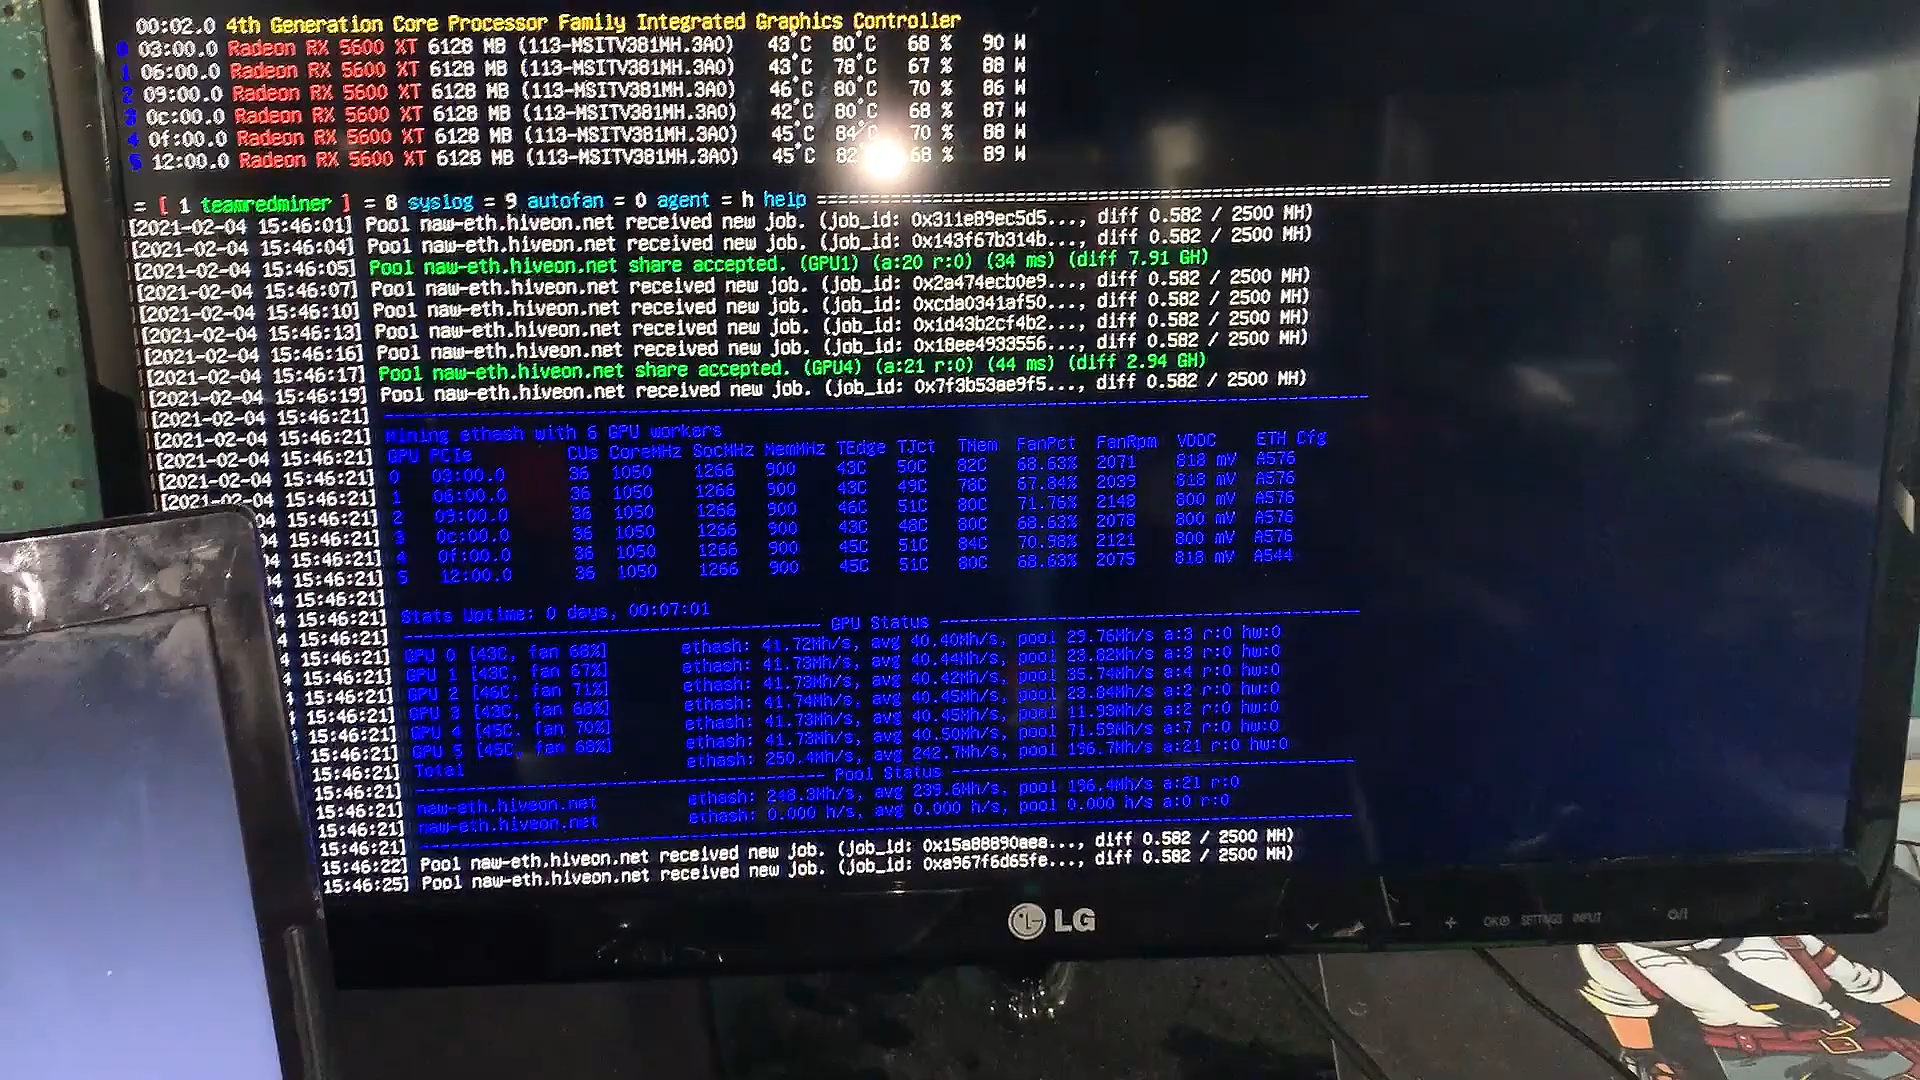 00:02.0 4th Generation Core Processor Family Integrated Graphics Controller
0 03:00.0 Radeon RX 5600 XT 6128 MB (113-MSITV381MH.3A0) 43°C 80°C 68 % 90 W
1 06:00.0 Radeon RX 5600 XT 6128 MB (113-MSITV381MH.3A0) 43°C 78°C 67 % 88 W
2 09:00.0 Radeon RX 5600 XT 6128 MB (113-MSITV381MH.3A0) 46°C 80°C 70 % 86 W
3 0c:00.0 Radeon RX 5600 XT 6128 MB (113-MSITV381MH.3A0) 42°C 80°C 68 % 87 W
4 0f:00.0 Radeon RX 5600 XT 6128 MB (113-MSITV381MH.3A0) 45°C 84°C 70 % 88 W
5 12:00.0 Radeon RX 5600 XT 6128 MB (113-MSITV381MH.3A0) 45°C 82 68 % 89 W
= [ 1 teamredminer ] = 8 syslog = 9 autofan = 0 agent = h help
[2021-02-04 15:46:01] Pool naw-eth.hiveon.net received new job. (job_id: 0x311e89ec5d5..., diff 0.582 / 2500 MH)
[2021-02-04 15:46:04] Pool naw-eth.hiveon.net received new job. (job_id: 0x143f67b314b..., diff 0.582 / 2500 MH)
[2021-02-04 15:46:05] Pool naw-eth.hiveon.net share accepted. (GPU1) (a:20 r:0) (34 ms) (diff 7.91 GH)
[2021-02-04 15:46:07] Pool naw-eth.hiveon.net received new job. (job_id: 0x2a474ecb0e9..., diff 0.582 / 2500 MH)
[2021-02-04 15:46:10] Pool naw-eth.hiveon.net received new job. (job_id: 0xcda0341af50..., diff 0.582 / 2500 MH)
[2021-02-04 15:46:13] Pool naw-eth.hiveon.net received new job. (job_id: 0x1d43b2cf4b2..., diff 0.582 / 2500 MH)
[2021-02-04 15:46:16] Pool naw-eth.hiveon.net received new job. (job_id: 0x18ee4933556..., diff 0.582 / 2500 MH)
[2021-02-04 15:46:17] Pool naw-eth.hiveon.net share accepted. (GPU4) (a:21 r:0) (44 ms) (diff 2.94 GH)
[2021-02-04 15:46:19] Pool naw-eth.hiveon.net received new job. (job_id: 0x7f3b53ae9f5..., diff 0.582 / 2500 MH)
[2021-02-04 15:46:21]
[2021-02-04 15:46:21] Mining ethash with 6 GPU workers
[2021-02-04 15:46:21] GPU PCIe CUs CoreMHz SocMHz MemMHz TEdge TJct TMem FanPct FanRpm VDDC ETH Cfg
[2021-02-04 15:46:21] 0 03:00.0 36 1050 1266 900 43C 50C 82C 68.63% 2071 818 mV A576
[2021-02-04 15:46:21] 1 06:00.0 36 1050 1266 900 43C 49C 78C 67.84% 2039 818 mV A576
04 15:46:21] 2 09:00.0 36 1050 1266 900 46C 51C 80C 71.76% 2148 800 mV A576
04 15:46:21] 3 0c:00.0 36 1050 1266 900 43C 48C 80C 68.63% 2078 800 mV A576
04 15:46:21] 4 0f:00.0 36 1050 1266 900 45C 51C 84C 70.98% 2121 800 mV A576
4 15:46:21] 5 12:00.0 36 1050 1266 900 45C 51C 80C 68.63% 2075 818 mV A544
4 15:46:21]
4 15:46:21] Stats Uptime: 0 days, 00:07:01
4 15:46:21] GPU Status
4 15:46:21] GPU 0 [43C, fan 68%] ethash: 41.72Mh/s, avg 40.40Mh/s, pool 29.76Mh/s a:3 r:0 hw:0
4 15:46:21] GPU 1 [43C, fan 67%] ethash: 41.73Mh/s, avg 40.44Mh/s, pool 23.82Mh/s a:3 r:0 hw:0
15:46:21] GPU 2 [46C, fan 71%] ethash: 41.73Mh/s, avg 40.42Mh/s, pool 35.74Mh/s a:4 r:0 hw:0
15:46:21] GPU 3 [43C, fan 68%] ethash: 41.74Mh/s, avg 40.45Mh/s, pool 23.84Mh/s a:2 r:0 hw:0
15:46:21] GPU 4 [45C, fan 70%] ethash: 41.73Mh/s, avg 40.45Mh/s, pool 11.93Mh/s a:2 r:0 hw:0
15:46:21] GPU 5 [45C, fan 68%] ethash: 41.73Mh/s, avg 40.50Mh/s, pool 71.59Mh/s a:7 r:0 hw:0
15:46:21] Total ethash: 250.4Mh/s, avg 242.7Mh/s, pool 196.7Mh/s a:21 r:0 hw:0
15:46:21] Pool Status
15:46:21] naw-eth.hiveon.net ethash: 248.3Mh/s, avg 239.6Mh/s, pool 196.4Mh/s a:21 r:0
15:46:21] naw-eth.hiveon.net ethash: 0.000 h/s, avg 0.000 h/s, pool 0.000 h/s a:0 r:0
15:46:21]
15:46:22] Pool naw-eth.hiveon.net received new job. (job_id: 0x15a88890aea..., diff 0.582 / 2500 MH)
15:46:25] Pool naw-eth.hiveon.net received new job. (job_id: 0xa967f6d65fe..., diff 0.582 / 2500 MH)
LG
SETTINGS INPUT